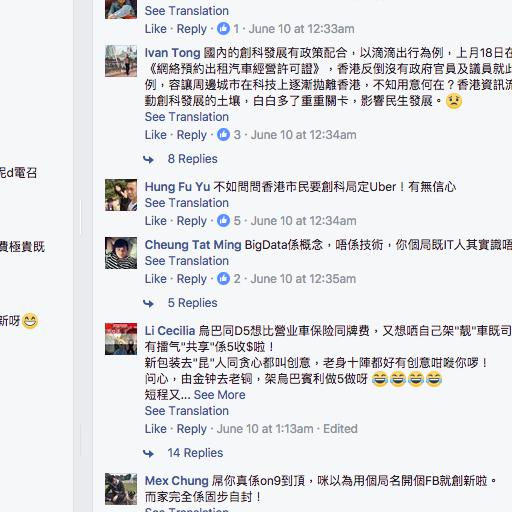 See Translation
Like · Reply · 1 · June 10 at 12:33am
Ivan Tong 國內的創科發展有政策配合，以滴滴出行為例，上月18日在
《網絡預約出租汽車經營許可證》，香港反倒沒有政府官員及議員就此
例，容讓周邊城市在科技上逐漸拋離香港，不知用意何在？香港資訊流
動創科發展的土壤，白白多了重重關卡，影響民生發展。😟
See Translation
Like · Reply · 3 · June 10 at 12:34am
8 Replies
呢d電召
Hung Fu Yu 不如問問香港市民要創科局定Uber！有無信心
See Translation
Like · Reply · 5 · June 10 at 12:34am
費極貴既
Cheung Tat Ming BigData係概念，唔係技術，你個局既IT人其實識唔
See Translation
Like · Reply · 2 · June 10 at 12:35am
5 Replies
新呀😁
Li Cecilia 烏巴同D5想比營業車保險同牌費，又想哂自己架"靚"車既司
有搐气"共享"係5收$啦！
新包装去"昆"人同贪心都叫创意，老身十陣都好有创意咁㗎你啰！
问心，由金钟去老铜，架烏巴賓利做5做呀 😂😂😂😂
短程又... See More
See Translation
Like · Reply · June 10 at 1:13am · Edited
14 Replies
Mex Chung 屌你真係on9到頂，咪以為用個局名開個FB就創新啦。
而家完全係固步自封！
See Translation